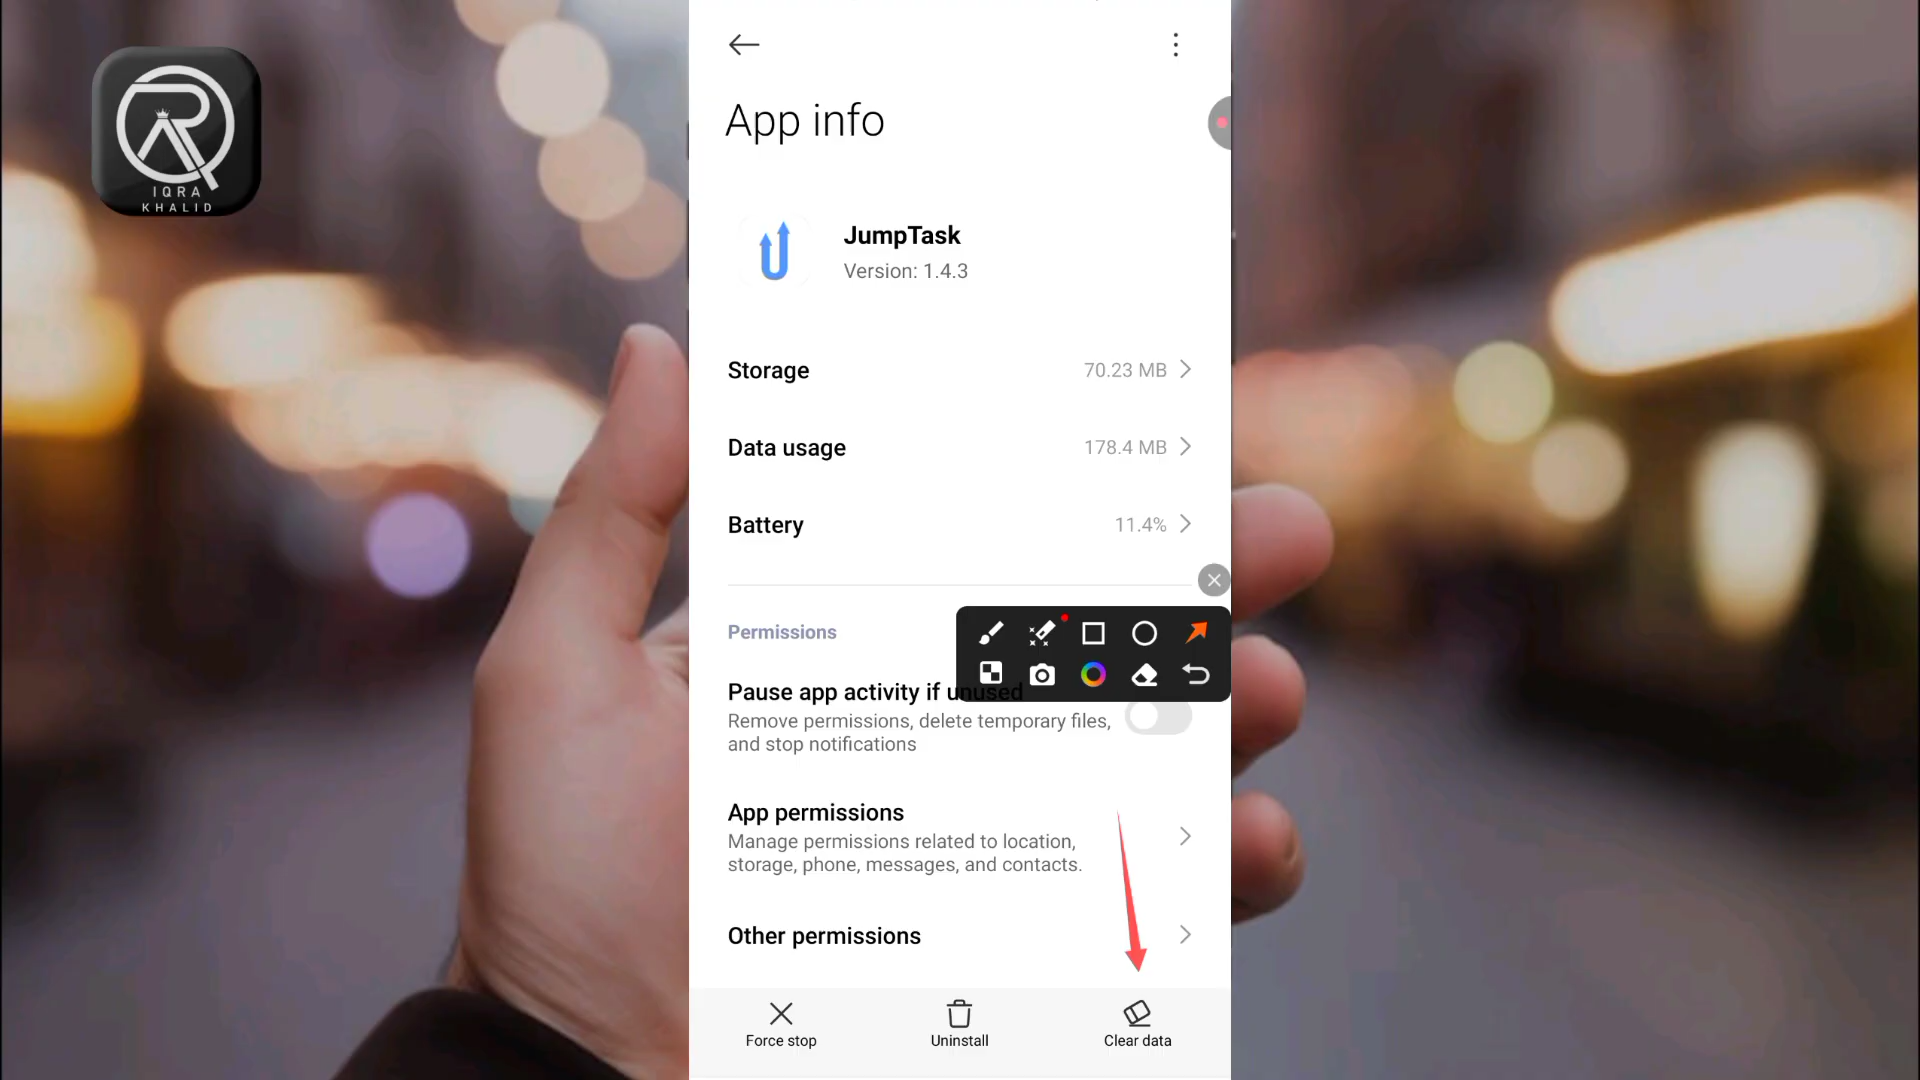 IQRA
KHALID
App info
JumpTask
Version: 1.4.3
Storage
70.23 MB
Data usage
178.4 MB
Battery
11.4%
Permissions
Pause app activity if unused
Remove permissions, delete temporary files,
and stop notifications
App permissions
Manage permissions related to location,
storage, phone, messages, and contacts.
Other permissions
Force stop
Uninstall
Clear data